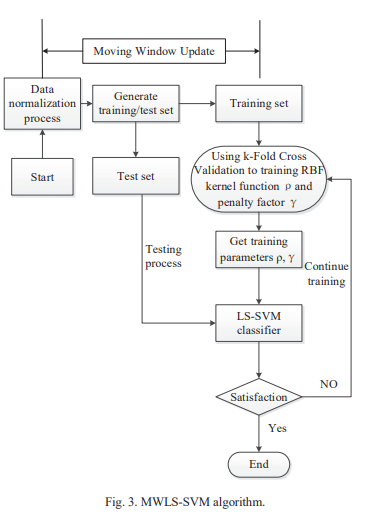 Moving Window Update
Data
normalization
process
Generate
training/test set
Training set
Start
Test set
Using k-Fold Cross
Validation to training RBF
kernel function ρ and
penalty factor γ
Get training
parameters ρ, γ
Testing
process
Continue
training
LS-SVM
classifier
Satisfaction
NO
Yes
End
Fig. 3. MWLS-SVM algorithm.